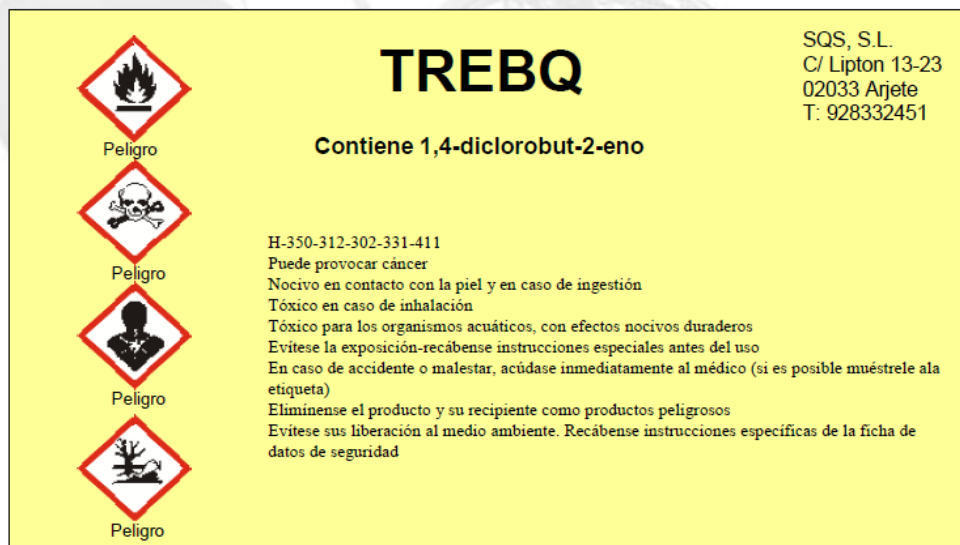 TREBQ
SQS, S.L.
C/ Lipton 13-23
02033 Arjete
T: 928332451
Contiene 1,4-diclorobut-2-eno
Peligro
Peligro
Peligro
Peligro
H-350-312-302-331-411
Puede provocar cáncer
Nocivo en contacto con la piel y en caso de ingestión
Tóxico en caso de inhalación
Tóxico para los organismos acuáticos, con efectos nocivos duraderos
Evítese la exposición-recábense instrucciones especiales antes del uso
En caso de accidente o malestar, acúdase inmediatamente al médico (si es posible muéstrele ala
etiqueta)
Elimínense el producto y su recipiente como productos peligrosos
Evítese sus liberación al medio ambiente. Recábense instrucciones específicas de la ficha de
datos de seguridad